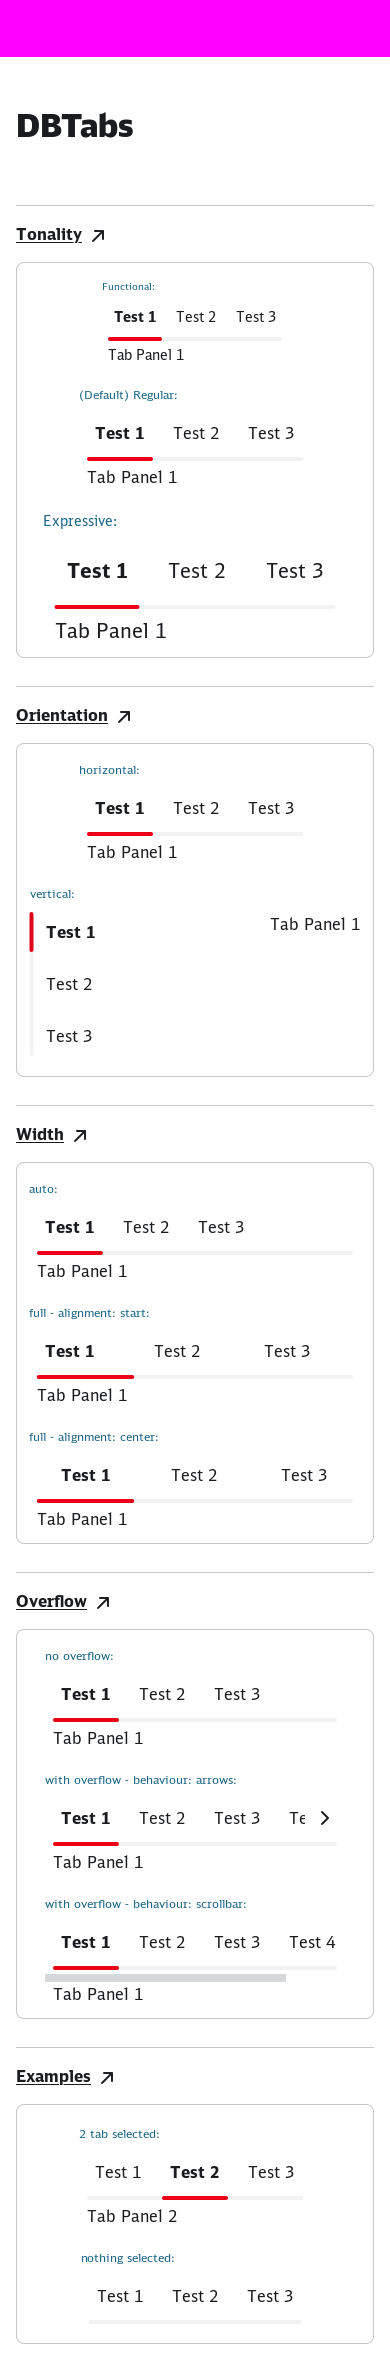 DBTabs
Tonality
Functional:
Test 1 Test 2 Test 3
Tab Panel 1
(Default) Regular:
Test 1 Test 2 Test 3
Tab Panel 1
Expressive:
Test 1 Test 2 Test 3
Tab Panel 1
Orientation
horizontal:
Test 1 Test 2 Test 3
Tab Panel 1
vertical:
Test 1 Tab Panel 1
Test 2
Test 3
Width
auto:
Test 1 Test 2 Test 3
Tab Panel 1
full - alignment: start:
Test 1 Test 2 Test 3
Tab Panel 1
full - alignment: center:
Test 1 Test 2 Test 3
Tab Panel 1
Overflow
no overflow:
Test 1 Test 2 Test 3
Tab Panel 1
with overflow - behaviour: arrows:
Test 1 Test 2 Test 3 Te
Tab Panel 1
with overflow - behaviour: scrollbar:
Test 1 Test 2 Test 3 Test 4
Tab Panel 1
Examples
2 tab selected:
Test 1 Test 2 Test 3
Tab Panel 2
nothing selected:
Test 1 Test 2 Test 3